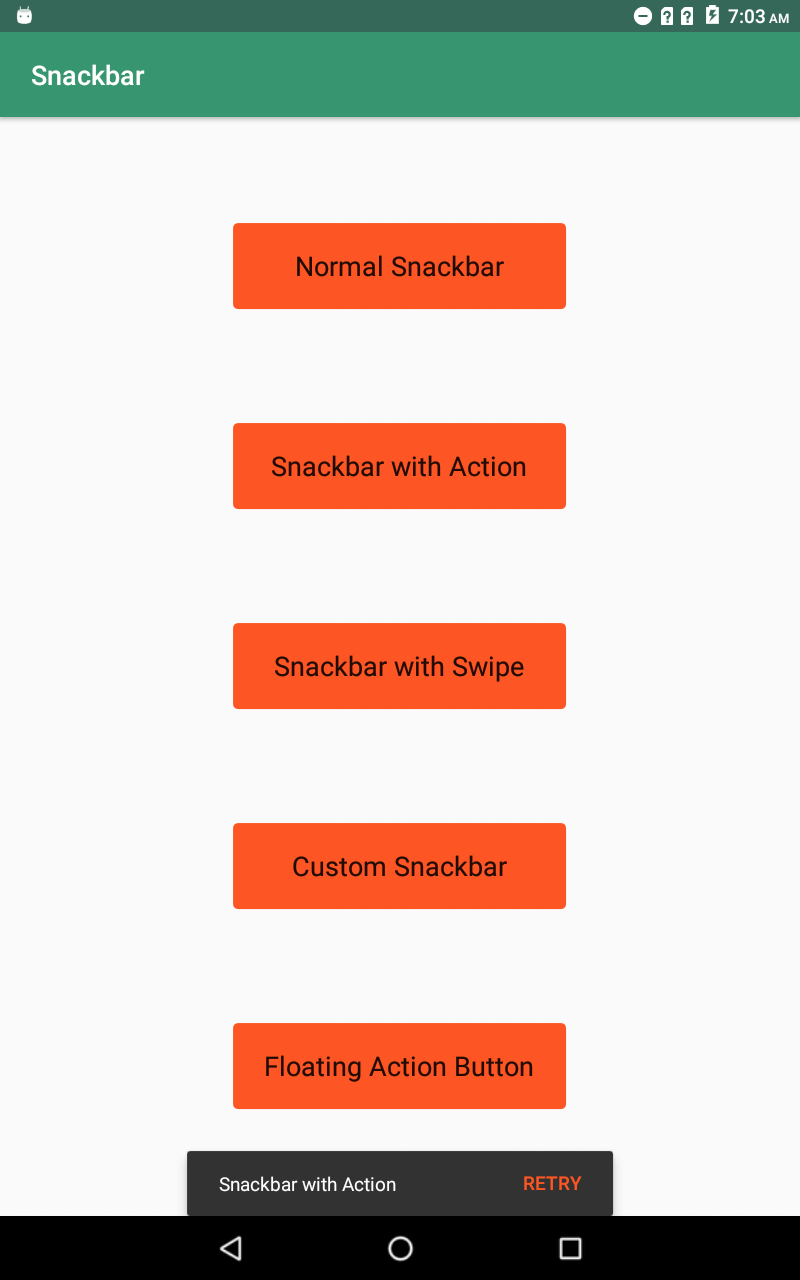 7:03 AM
Snackbar
Normal Snackbar
Snackbar with Action
Snackbar with Swipe
Custom Snackbar
Floating Action Button
Snackbar with Action RETRY